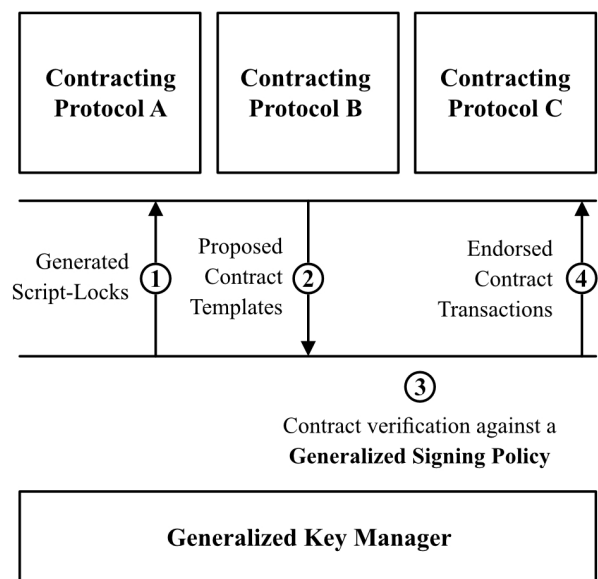 Contracting
Protocol A
Contracting
Protocol B
Contracting
Protocol C
Generated
Script-Locks
1
Proposed
Contract
Templates
2
Endorsed
Contract
Transactions
4
3
Contract verification against a
Generalized Signing Policy
Generalized Key Manager